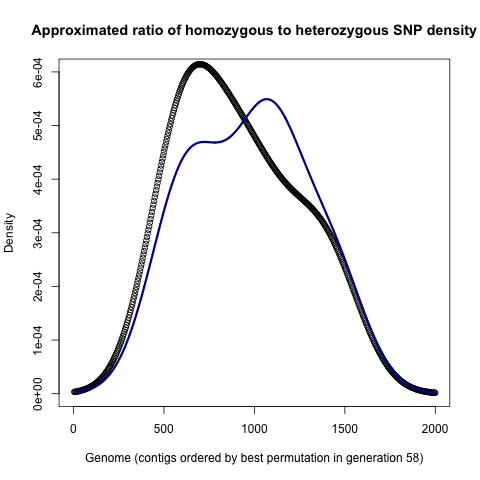 Approximated ratio of homozygous to heterozygous SNP density
Density
6e-04
5e-04
4e-04
3e-04
2e-04
1e-04
0e+00
0
500
1000
1500
2000
Genome (contigs ordered by best permutation in generation 58)